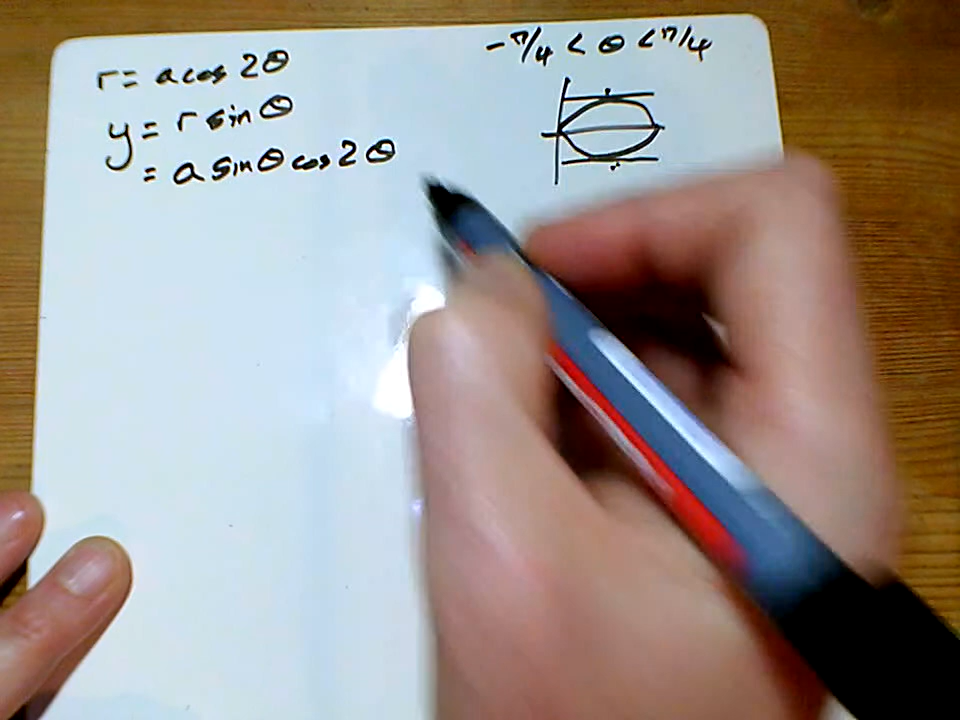 r = a cos 2θ
y = r sin θ
= a sin θ cos 2θ
-π/4 < θ < π/4